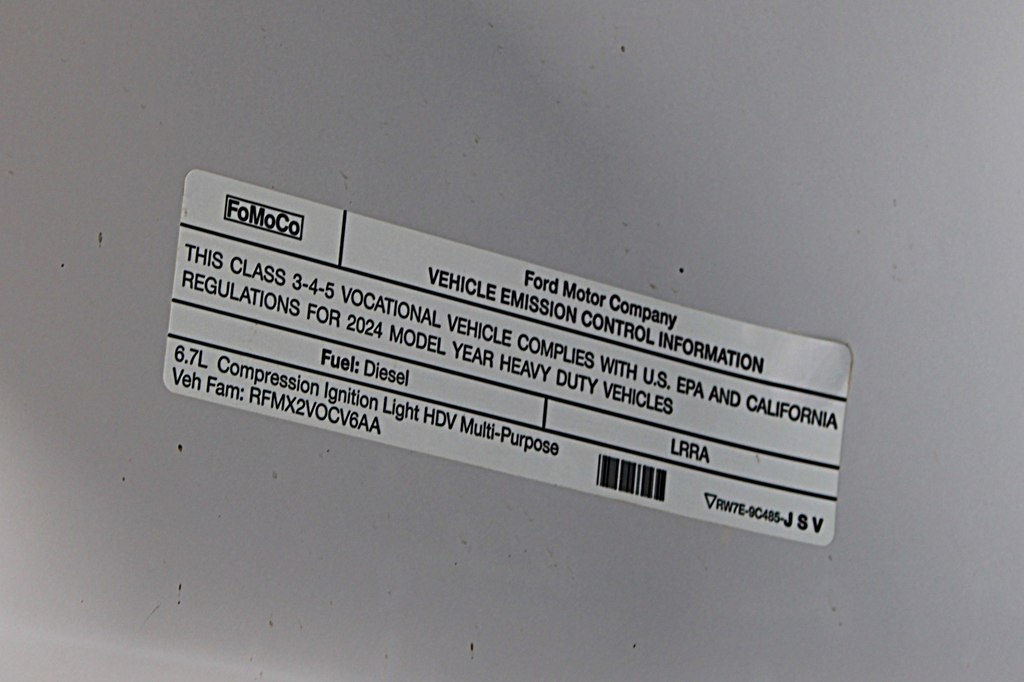 FoMoCo
Ford Motor Company
VEHICLE EMISSION CONTROL INFORMATION
THIS CLASS 3-4-5 VOCATIONAL VEHICLE COMPLIES WITH U.S. EPA AND CALIFORNIA
REGULATIONS FOR 2024 MODEL YEAR HEAVY DUTY VEHICLES
Fuel: Diesel
LRRA
6.7L Compression Ignition Light HDV Multi-Purpose
Veh Fam: RFMX2VOCV6AA
RW7E-9C485-J S V